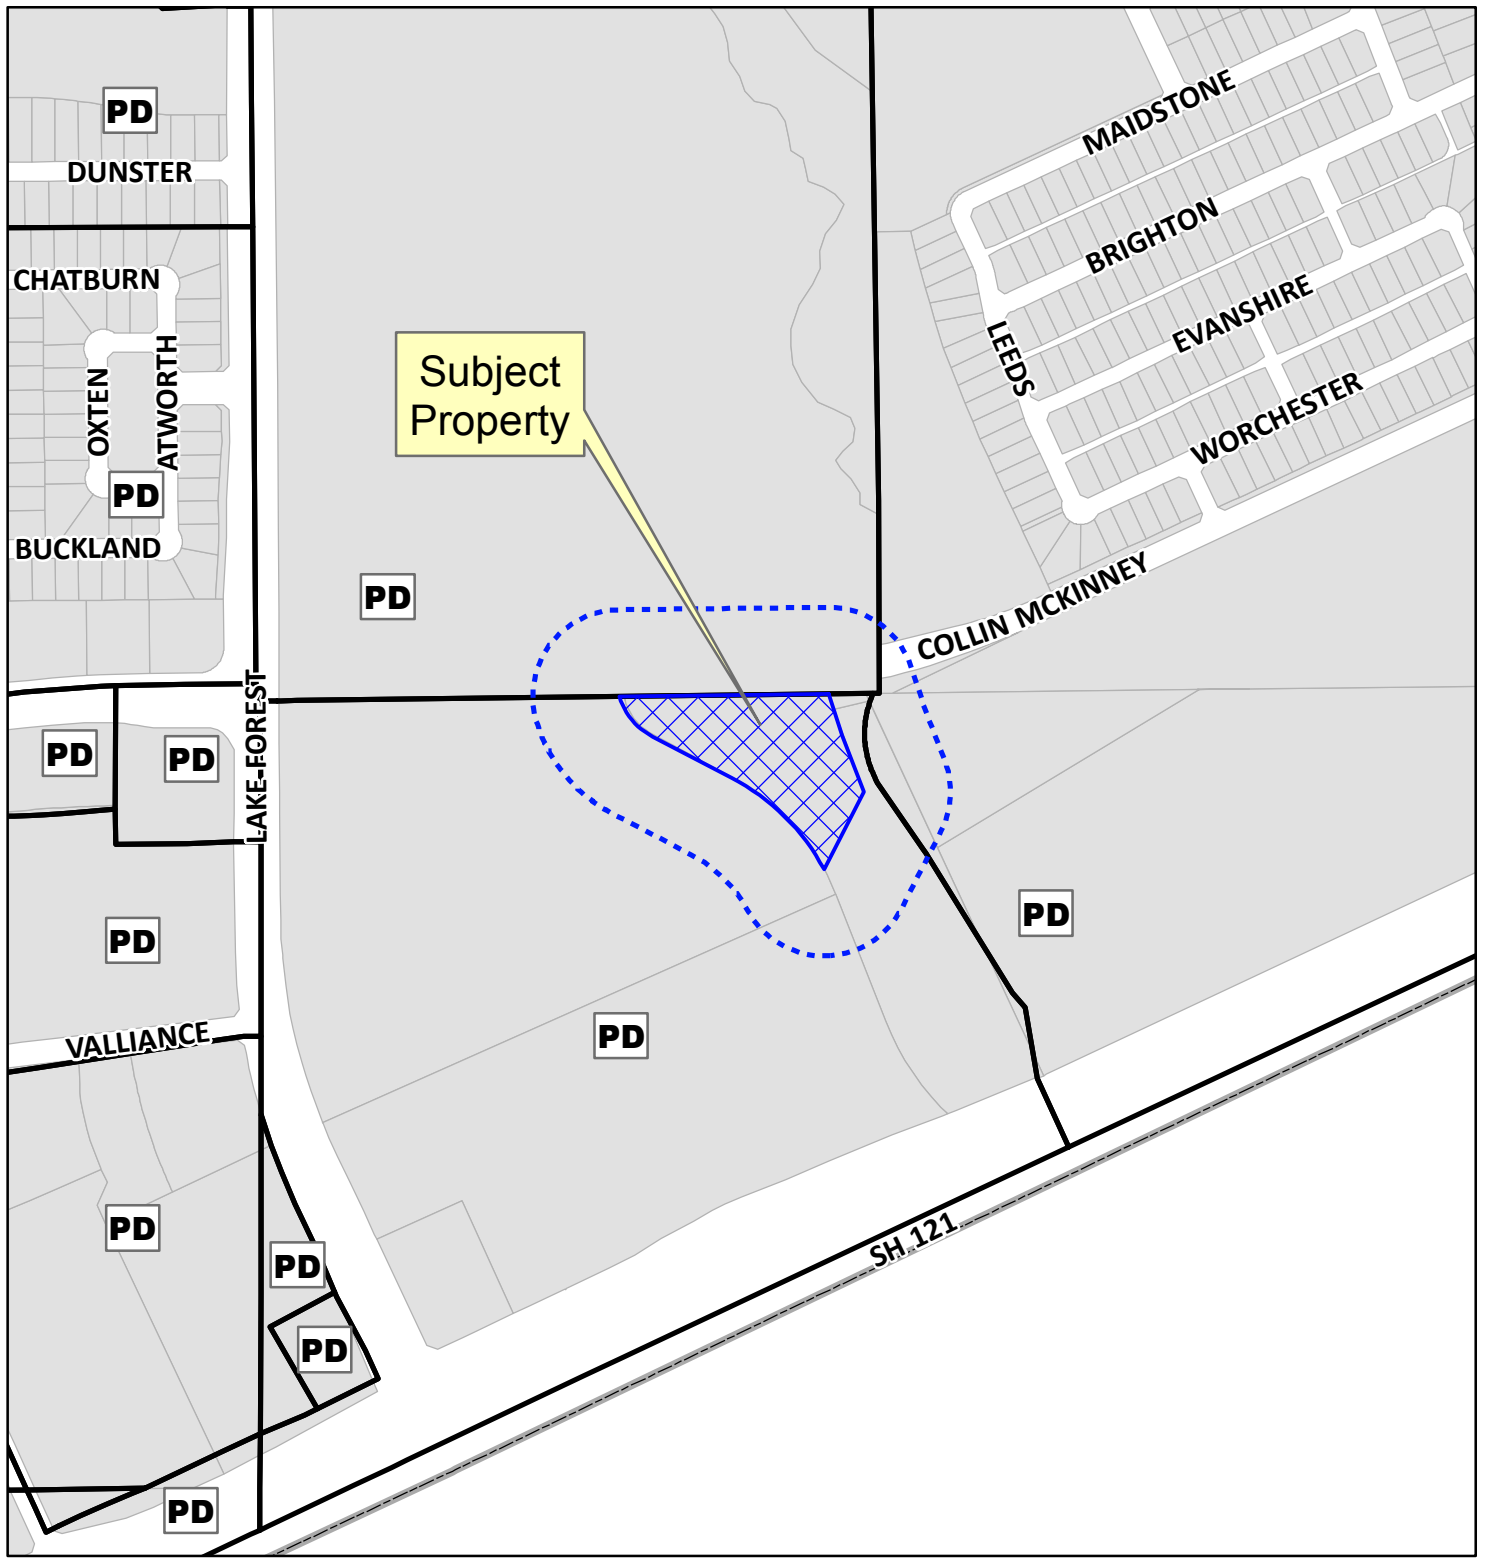 PD
DUNSTER
CHATBURN
OXTEN
ATWORTH
PD
BUCKLAND
MAIDSTONE
BRIGHTON
EVANSHIRE
LEEDS
WORCHESTER
Subject
Property
PD
COLLIN MCKINNEY
LAKE FOREST
PD
PD
PD
PD
VALLIANCE
PD
PD
PD
PD
SH 121
PD